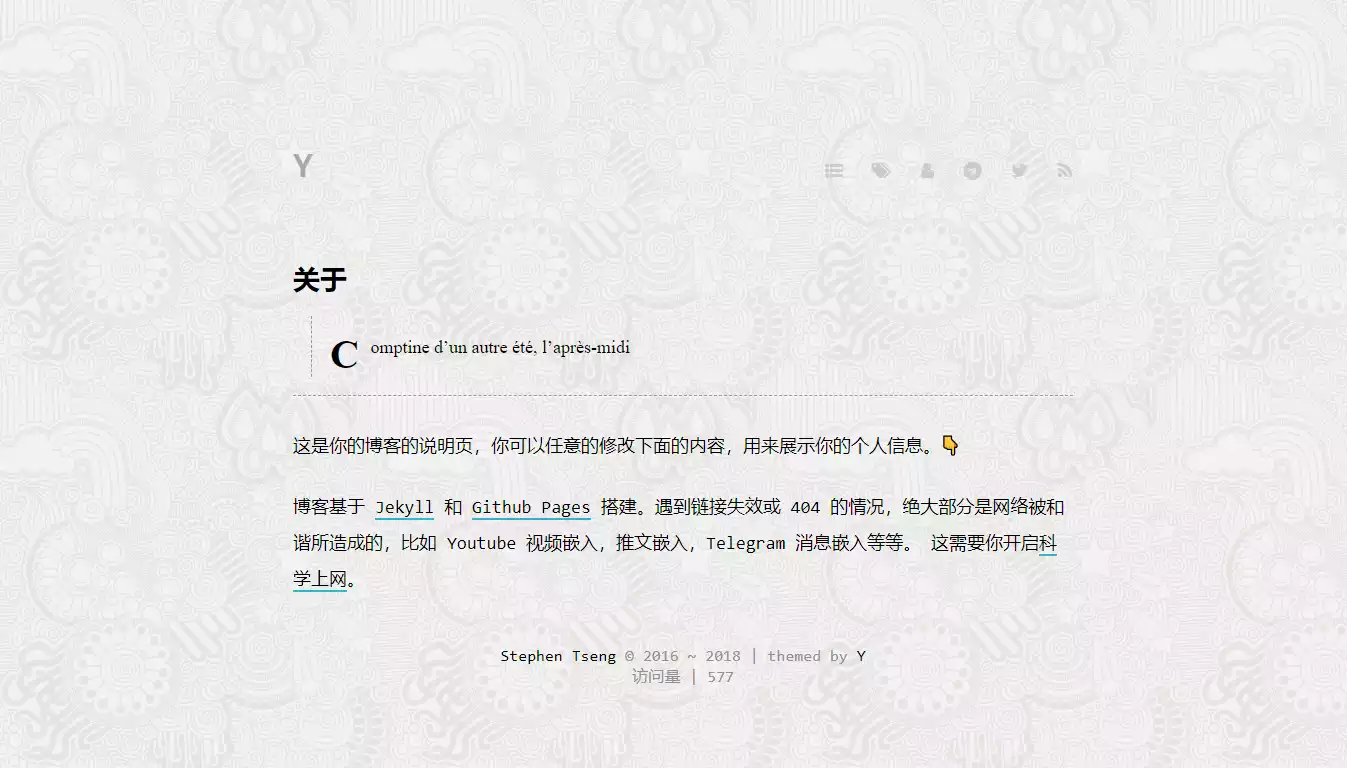 Y
关于
Comptine d’un autre été, l’après-midi
这是你的博客的说明页，你可以任意的修改下面的内容，用来展示你的个人信息。👇
博客基于 Jekyll 和 Github Pages 搭建。遇到链接失效或 404 的情况，绝大部分是网络被和
谐所造成的，比如 Youtube 视频嵌入，推文嵌入，Telegram 消息嵌入等等。 这需要你开启科
学上网。
Stephen Tseng © 2016 ~ 2018 | themed by Y
访问量 | 577